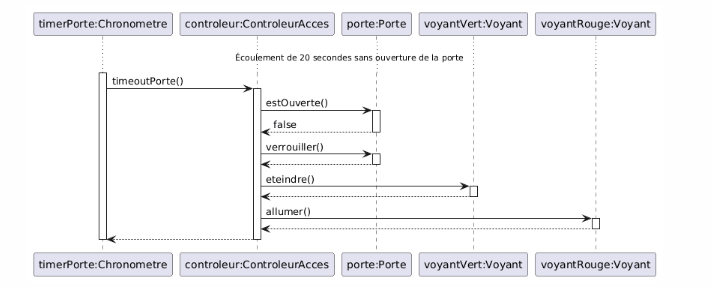 timerPorte:Chronometre controleur:ControleurAcces porte:Porte voyantVert:Voyant voyantRouge:Voyant
Écoulement de 20 secondes sans ouverture de la porte
timeoutPorte()
estOuverte()
false
verrouiller()
eteindre()
allumer()
timerPorte:Chronometre controleur:ControleurAcces porte:Porte voyantVert:Voyant voyantRouge:Voyant